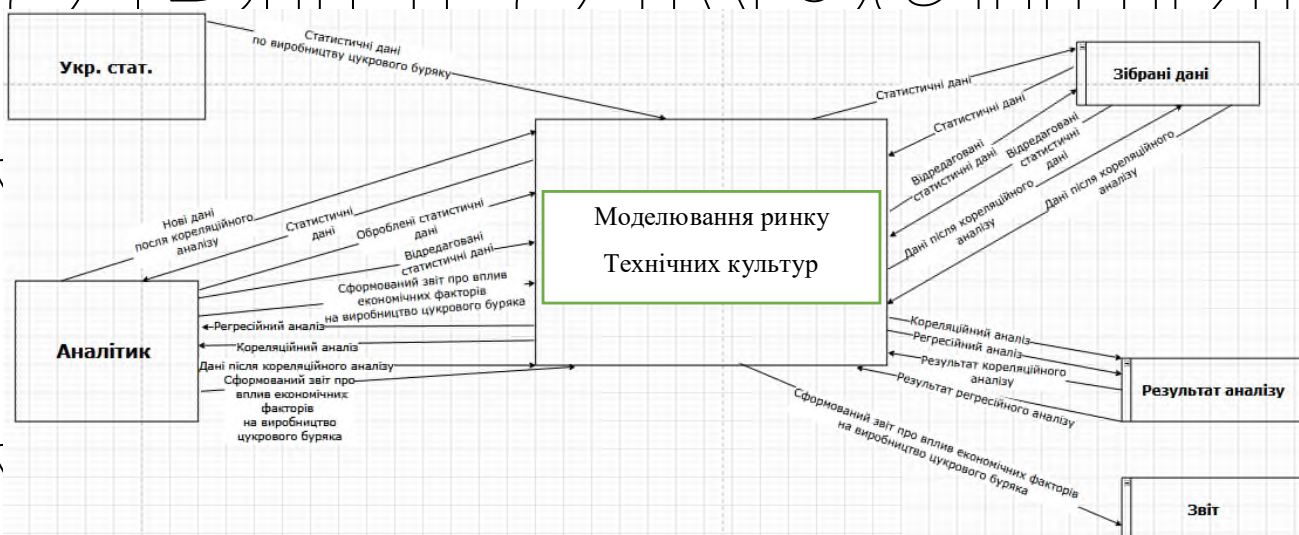 Укр. стат.
Статистичні дані
по виробництву цукрового буряку
Зібрані дані
Статистичні дані
Статистичні дані
Відредаговані
статистичні дані
Відредаговані
статистичні
дані
Дані після кореляційного
аналізу
Дані після кореляційного
аналізу
Моделювання ринку
Технічних культур
Нові дані
после кореляційного
аналізу
Статистичні
дані
Оброблені статистичні
дані
Відредаговані
статистичні дані
Сформований звіт про вплив
економічних факторів
на виробництво цукрового буряка
Аналітик
Регресійний аналіз
Кореляційний аналіз
Дані після кореляційного аналізу
Сформований звіт про
вплив економічних
факторів
на виробництво
цукрового буряка
Кореляційний аналіз
Регресійний аналіз
Результат кореляційного
аналізу
Результат регресійного аналізу
Результат аналізу
Сформований звіт про вплив економічних факторів
на виробництво цукрового буряка
Звіт